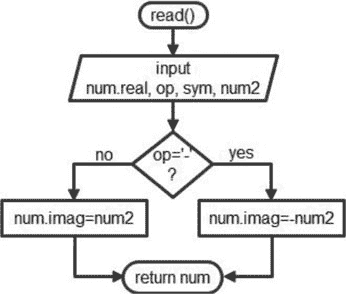 read()
input
num.real, op, sym, num2
no
op='-'
yes
?
num.imag=num2
num.imag=-num2
return num